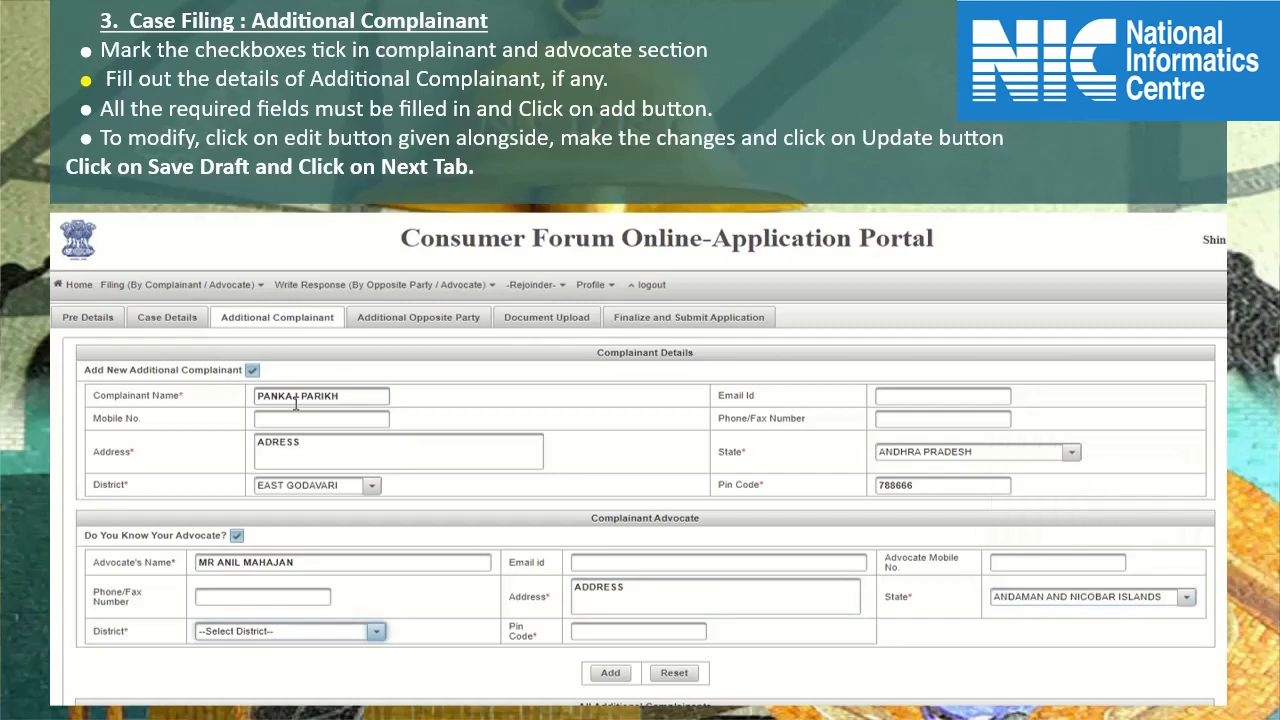 3. Case Filing : Additional Complainant
● Mark the checkboxes tick in complainant and advocate section
● Fill out the details of Additional Complainant, if any.
● All the required fields must be filled in and Click on add button.
● To modify, click on edit button given alongside, make the changes and click on Update button
Click on Save Draft and Click on Next Tab.
NIC National Informatics Centre
Consumer Forum Online-Application Portal
Shin
Home Filing (By Complainant / Advocate) Write Response (By Opposite Party / Advocate) -Rejoinder- Profile logout
Pre Details Case Details Additional Complainant Additional Opposite Party Document Upload Finalize and Submit Application
Complainant Details
Add New Additional Complainant
Complainant Name* PANKAJ PARIKH Email Id
Mobile No. Phone/Fax Number
Address* ADRESS State* ANDHRA PRADESH
District* EAST GODAVARI Pin Code* 788666
Complainant Advocate
Do You Know Your Advocate?
Advocate's Name* MR ANIL MAHAJAN Email id Advocate Mobile No.
Phone/Fax Number Address* ADDRESS State* ANDAMAN AND NICOBAR ISLANDS
District* --Select District-- Pin Code*
Add Reset
All Additional Complainants